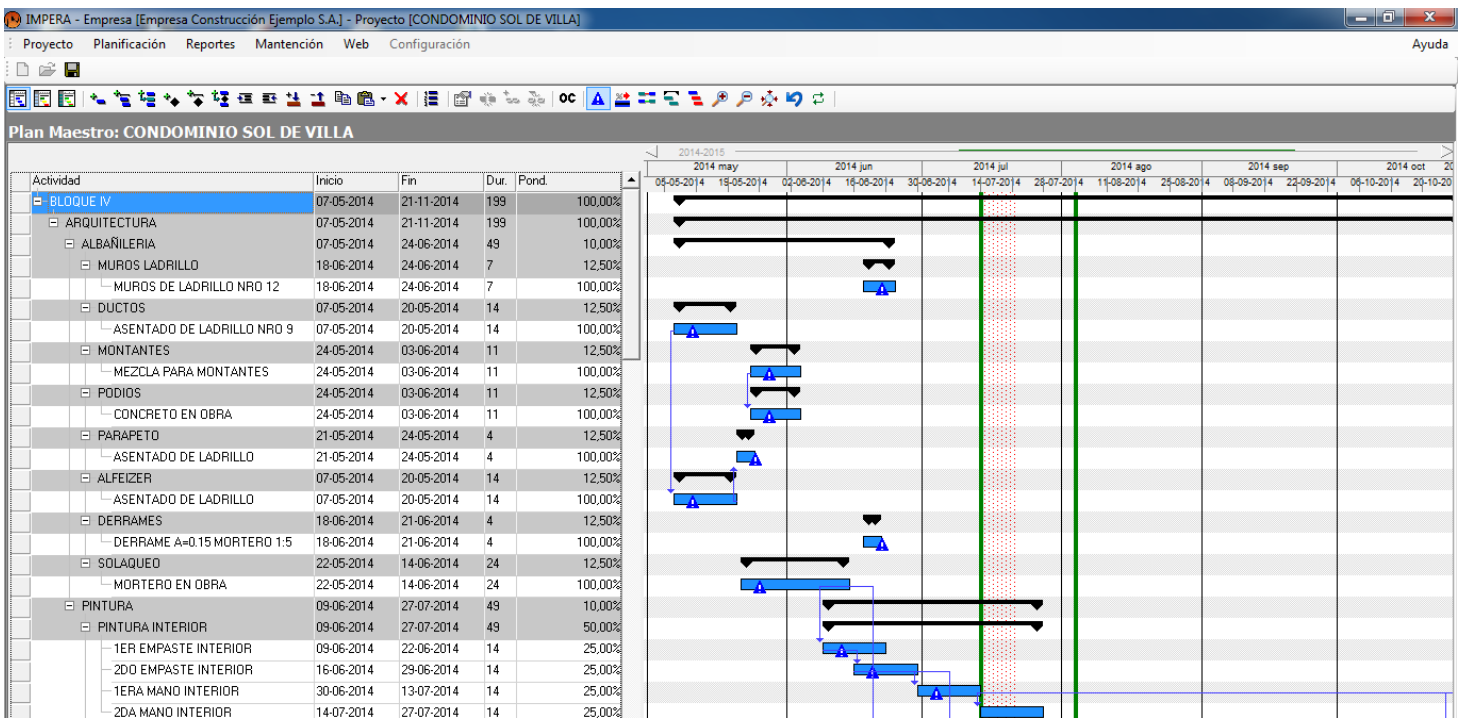 IMPERA - Empresa [Empresa Construcción Ejemplo S.A.] - Proyecto [CONDOMINIO SOL DE VILLA]
Proyecto Planificación Reportes Mantención Web Configuración Ayuda
OC
Plan Maestro: CONDOMINIO SOL DE VILLA
2014-2015
2014 may 2014 jun 2014 jul 2014 ago 2014 sep 2014 oct 20
Actividad Inicio Fin Dur. Pond. 05-05-2014 19-05-2014 02-06-2014 16-06-2014 30-06-2014 14-07-2014 28-07-2014 11-08-2014 25-08-2014 08-09-2014 22-09-2014 06-10-2014 20-10-20
BLOQUE IV 07-05-2014 21-11-2014 199 100,00%
ARQUITECTURA 07-05-2014 21-11-2014 199 100,00%
ALBAÑILERIA 07-05-2014 24-06-2014 49 10,00%
MUROS LADRILLO 18-06-2014 24-06-2014 7 12,50%
MUROS DE LADRILLO NRO 12 18-06-2014 24-06-2014 7 100,00%
DUCTOS 07-05-2014 20-05-2014 14 12,50%
ASENTADO DE LADRILLO NRO 9 07-05-2014 20-05-2014 14 100,00%
MONTANTES 24-05-2014 03-06-2014 11 12,50%
MEZCLA PARA MONTANTES 24-05-2014 03-06-2014 11 100,00%
PODIOS 24-05-2014 03-06-2014 11 12,50%
CONCRETO EN OBRA 24-05-2014 03-06-2014 11 100,00%
PARAPETO 21-05-2014 24-05-2014 4 12,50%
ASENTADO DE LADRILLO 21-05-2014 24-05-2014 4 100,00%
ALFEIZER 07-05-2014 20-05-2014 14 12,50%
ASENTADO DE LADRILLO 07-05-2014 20-05-2014 14 100,00%
DERRAMES 18-06-2014 21-06-2014 4 12,50%
DERRAME A=0.15 MORTERO 1:5 18-06-2014 21-06-2014 4 100,00%
SOLAQUEO 22-05-2014 14-06-2014 24 12,50%
MORTERO EN OBRA 22-05-2014 14-06-2014 24 100,00%
PINTURA 09-06-2014 27-07-2014 49 10,00%
PINTURA INTERIOR 09-06-2014 27-07-2014 49 50,00%
1ER EMPASTE INTERIOR 09-06-2014 22-06-2014 14 25,00%
2DO EMPASTE INTERIOR 16-06-2014 29-06-2014 14 25,00%
1ERA MANO INTERIOR 30-06-2014 13-07-2014 14 25,00%
2DA MANO INTERIOR 14-07-2014 27-07-2014 14 25,00%